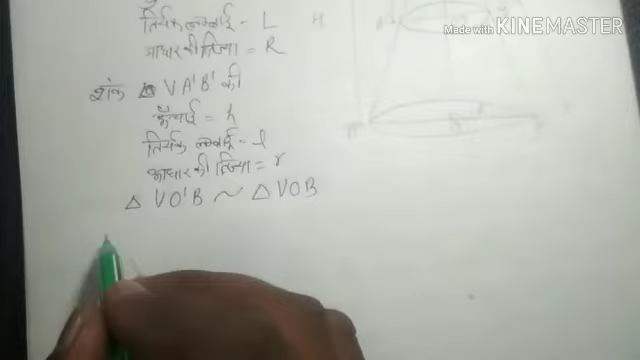 तिर्यक लम्बाई = L
H
आधार की त्रिज्या = R
शंकु VA'B' की
ऊँचाई = h
तिर्यक लम्बाई = l
आधार की त्रिज्या = r
△ VO'B ~ △ VOB
Made with KINEMASTER